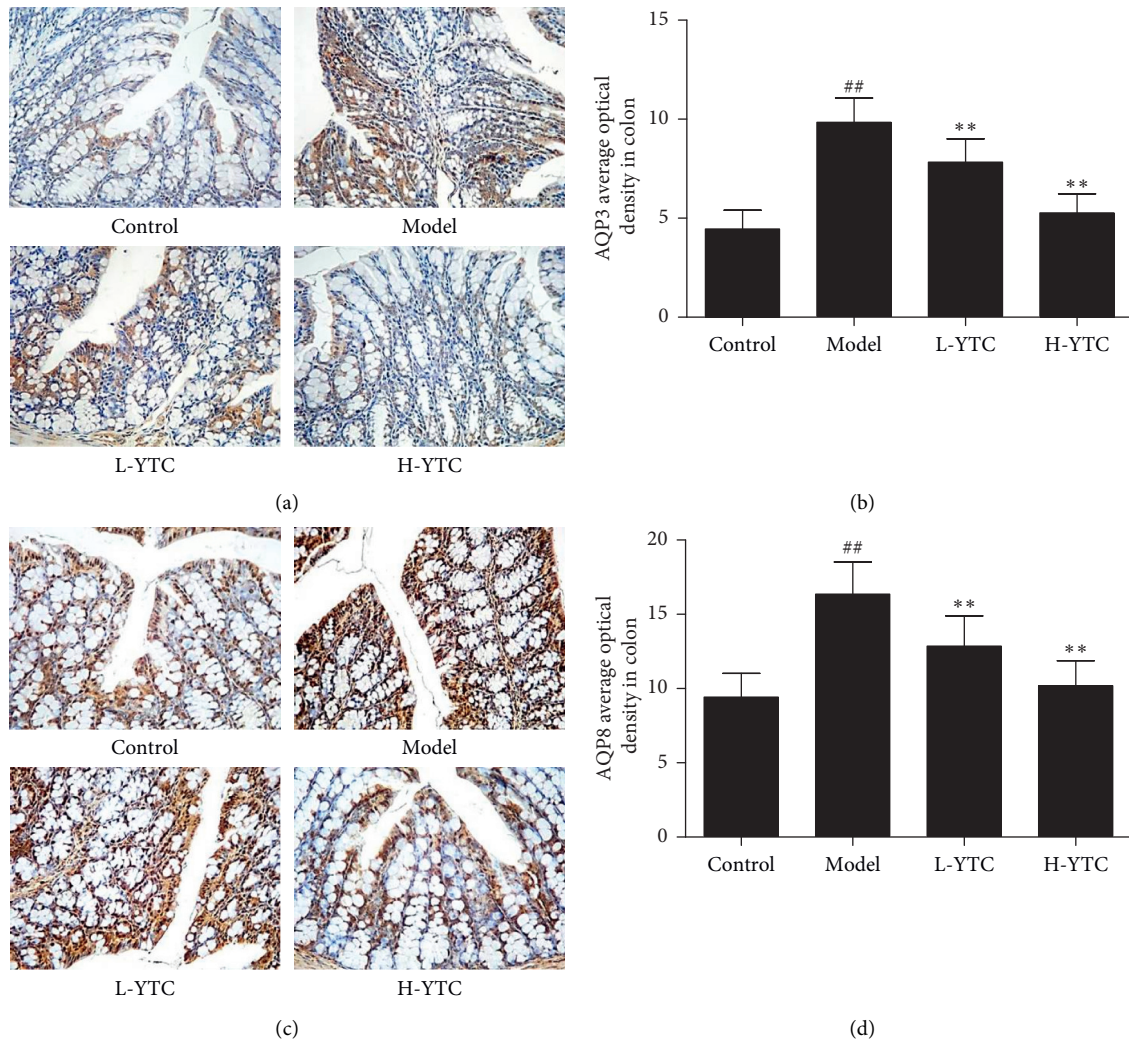 Control
Model
L-YTC
H-YTC
(a)
AQP3 average optical
density in colon
15
10
5
0
##
**
**
Control
Model
L-YTC
H-YTC
(b)
Control
Model
L-YTC
H-YTC
(c)
AQP8 average optical
density in colon
20
15
10
5
0
##
**
**
Control
Model
L-YTC
H-YTC
(d)